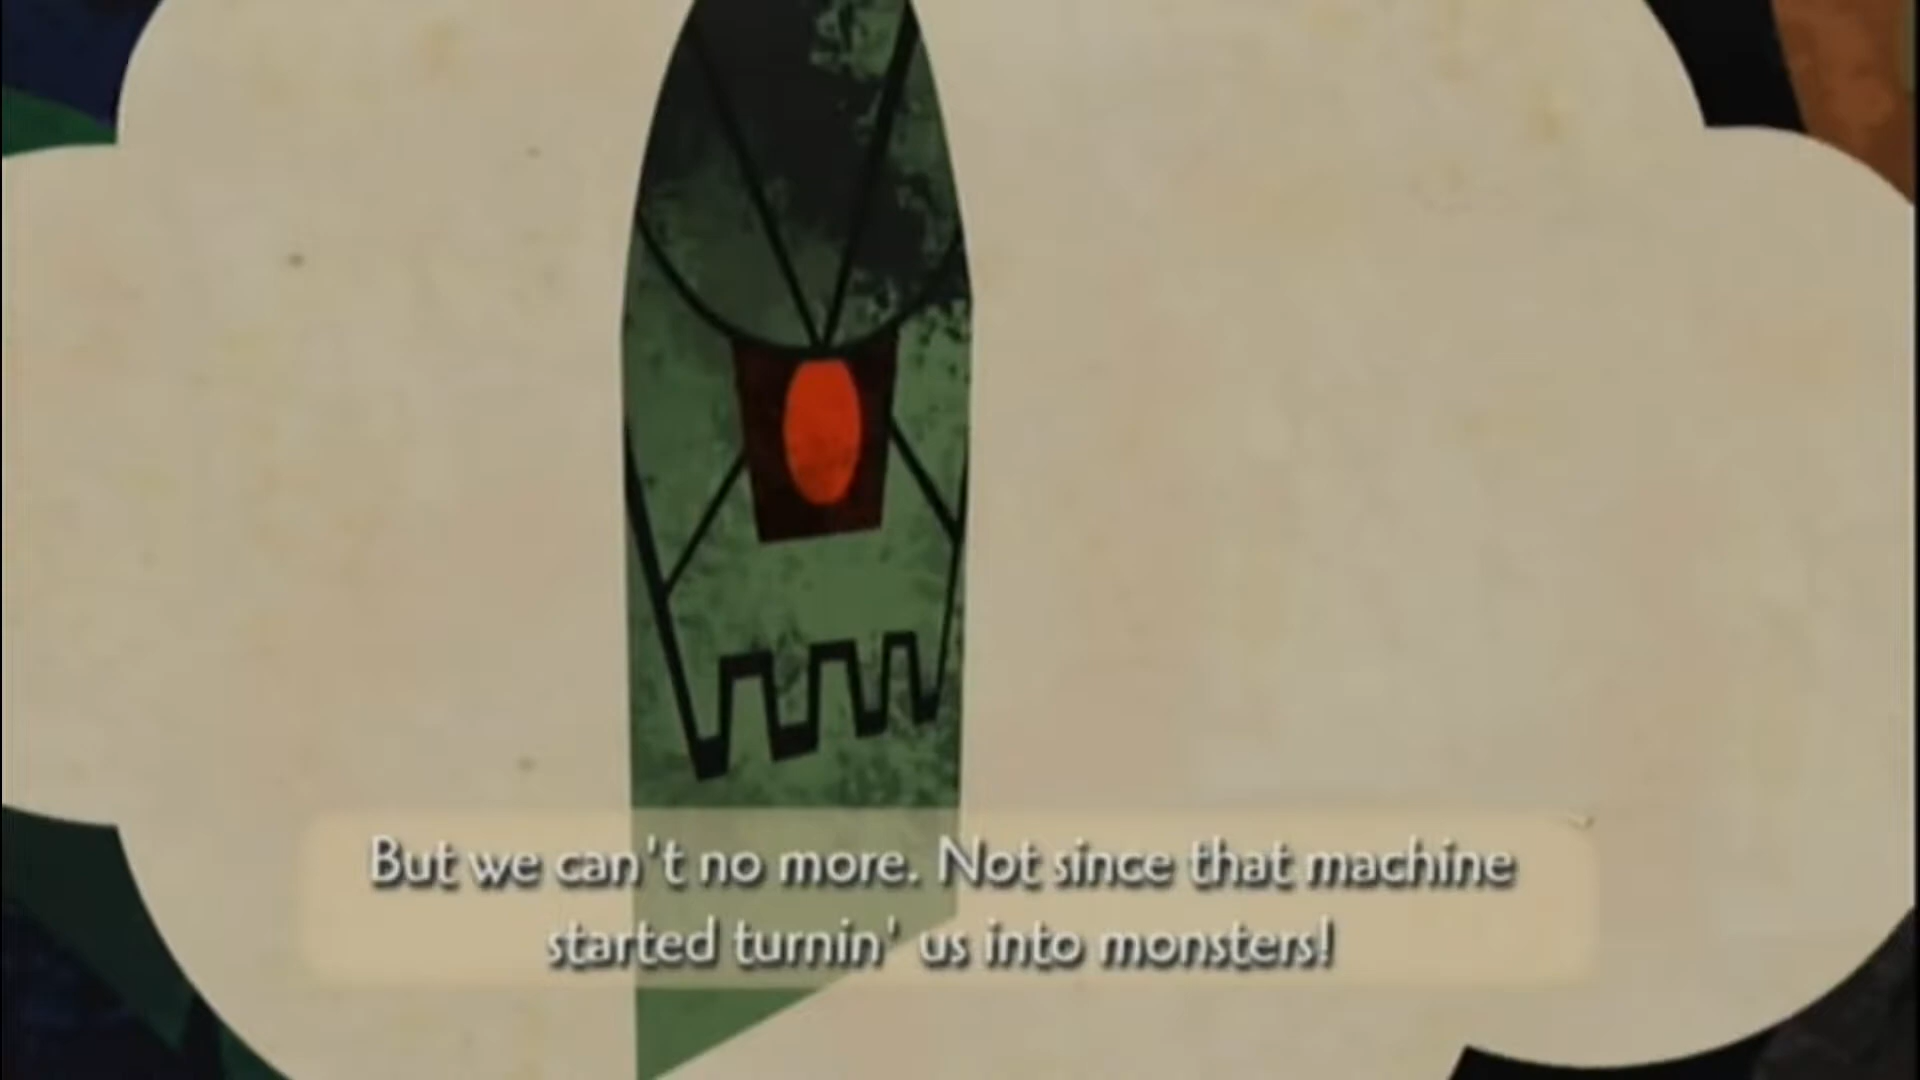 But we can't no more. Not since that machine
started turnin' us into monsters!